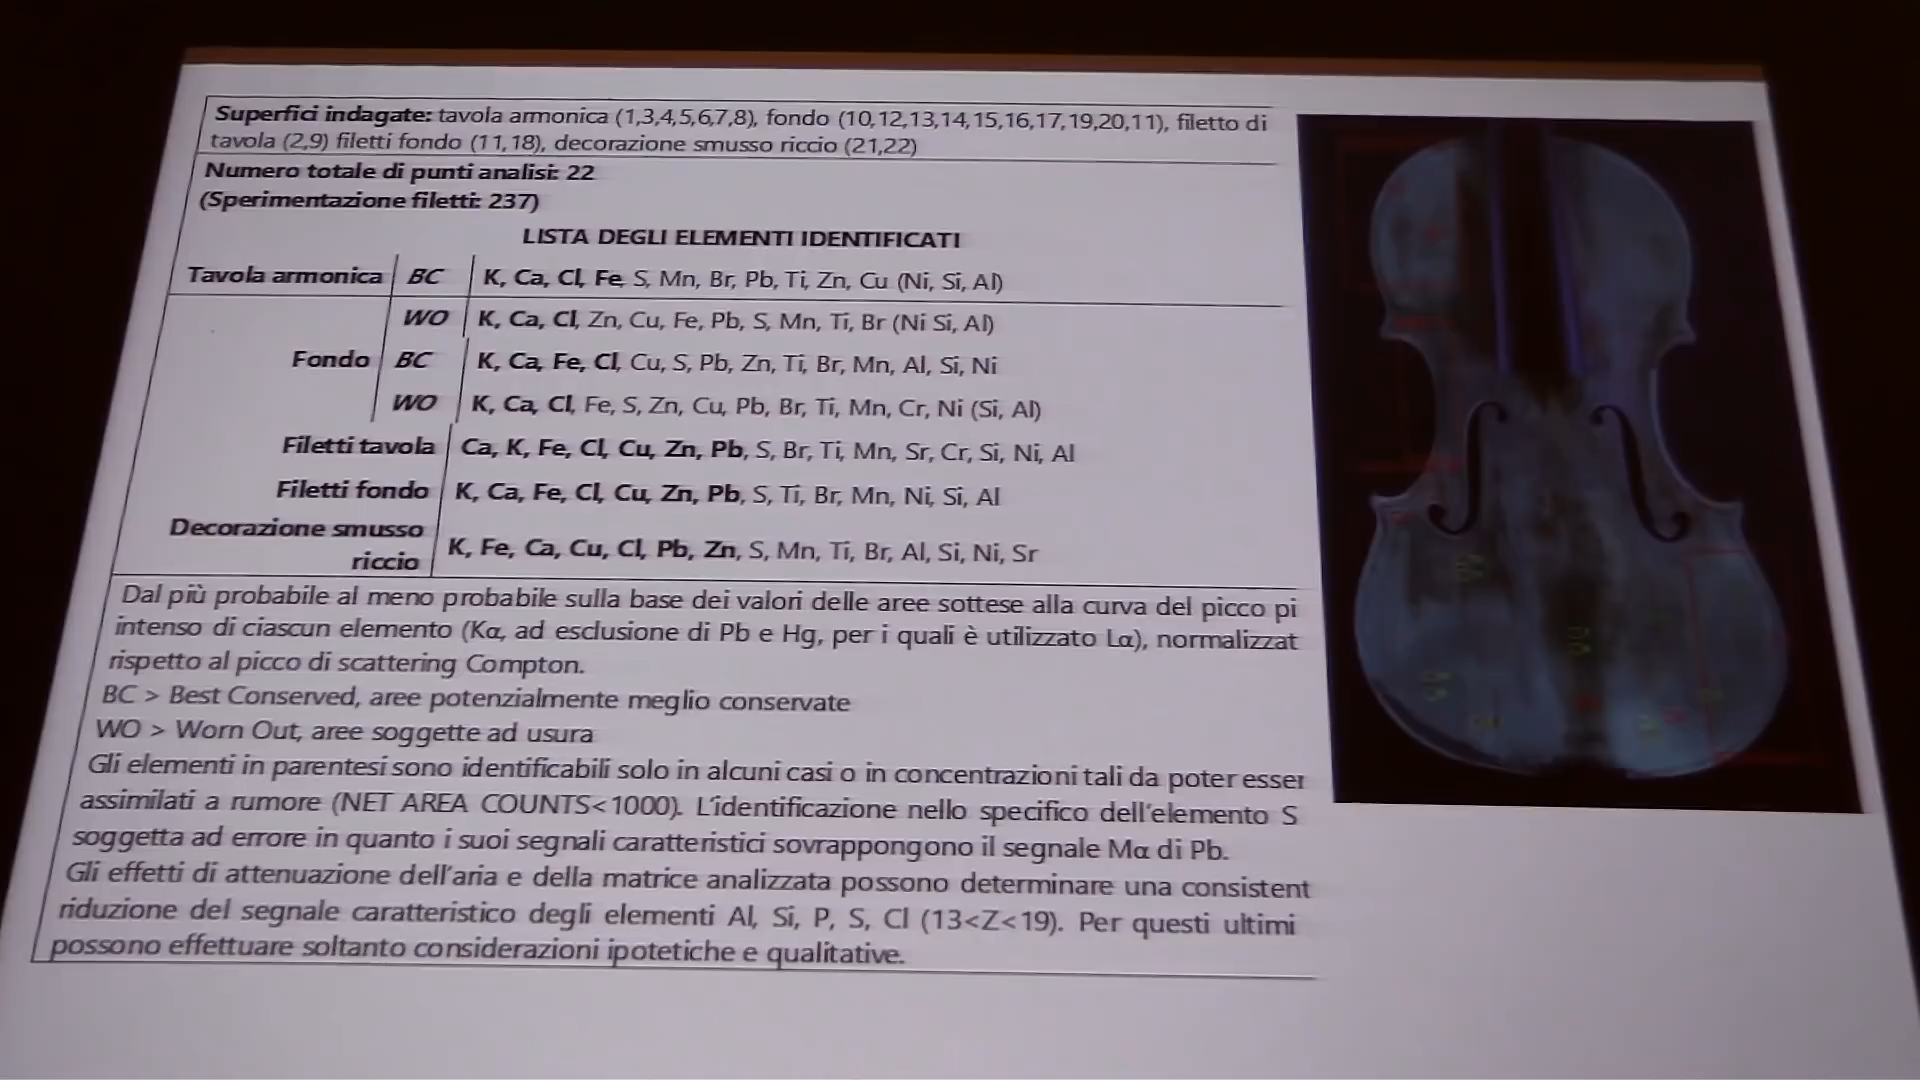 Superfici indagate: tavola armonica (1,3,4,5,6,7,8), fondo (10,12,13,14,15,16,17,19,20,11), filetto di
tavola (2,9) filetti fondo (11,18), decorazione smusso riccio (21,22)
Numero totale di punti analisi: 22
(Sperimentazione filetti: 237)
LISTA DEGLI ELEMENTI IDENTIFICATI
Tavola armonica BC K, Ca, Cl, Fe, S, Mn, Br, Pb, Ti, Zn, Cu (Ni, Si, Al)
WO K, Ca, Cl, Zn, Cu, Fe, Pb, S, Mn, Ti, Br (Ni Si, Al)
Fondo BC K, Ca, Fe, Cl, Cu, S, Pb, Zn, Ti, Br, Mn, Al, Si, Ni
WO K, Ca, Cl, Fe, S, Zn, Cu, Pb, Br, Ti, Mn, Cr, Ni (Si, Al)
Filetti tavola Ca, K, Fe, Cl, Cu, Zn, Pb, S, Br, Ti, Mn, Sr, Cr, Si, Ni, Al
Filetti fondo K, Ca, Fe, Cl, Cu, Zn, Pb, S, Ti, Br, Mn, Ni, Si, Al
Decorazione smusso
riccio K, Fe, Ca, Cu, Cl, Pb, Zn, S, Mn, Ti, Br, Al, Si, Ni, Sr
Dal più probabile al meno probabile sulla base dei valori delle aree sottese alla curva del picco pi
intenso di ciascun elemento (Kα, ad esclusione di Pb e Hg, per i quali è utilizzato Lα), normalizzat
rispetto al picco di scattering Compton.
BC > Best Conserved, aree potenzialmente meglio conservate
WO > Worn Out, aree soggette ad usura
Gli elementi in parentesi sono identificabili solo in alcuni casi o in concentrazioni tali da poter esser
assimilati a rumore (NET AREA COUNTS<1000). L'identificazione nello specifico dell'elemento S
soggetta ad errore in quanto i suoi segnali caratteristici sovrappongono il segnale Mα di Pb.
Gli effetti di attenuazione dell'aria e della matrice analizzata possono determinare una consistent
riduzione del segnale caratteristico degli elementi Al, Si, P, S, Cl (13<Z<19). Per questi ultimi
possono effettuare soltanto considerazioni ipotetiche e qualitative.